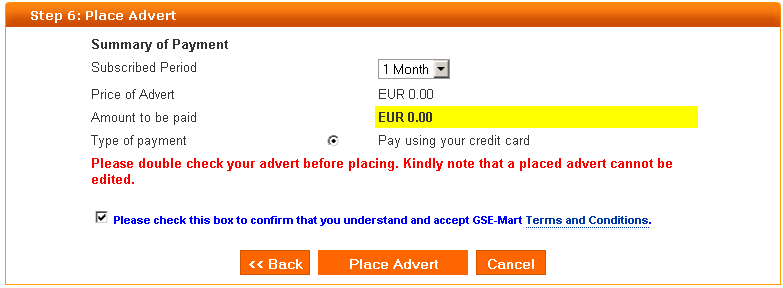 Step 6: Place Advert
Summary of Payment
Subscribed Period 1 Month
Price of Advert EUR 0.00
Amount to be paid EUR 0.00
Type of payment Pay using your credit card
Please double check your advert before placing. Kindly note that a placed advert cannot be
edited.
Please check this box to confirm that you understand and accept GSE-Mart Terms and Conditions.
<< Back Place Advert Cancel